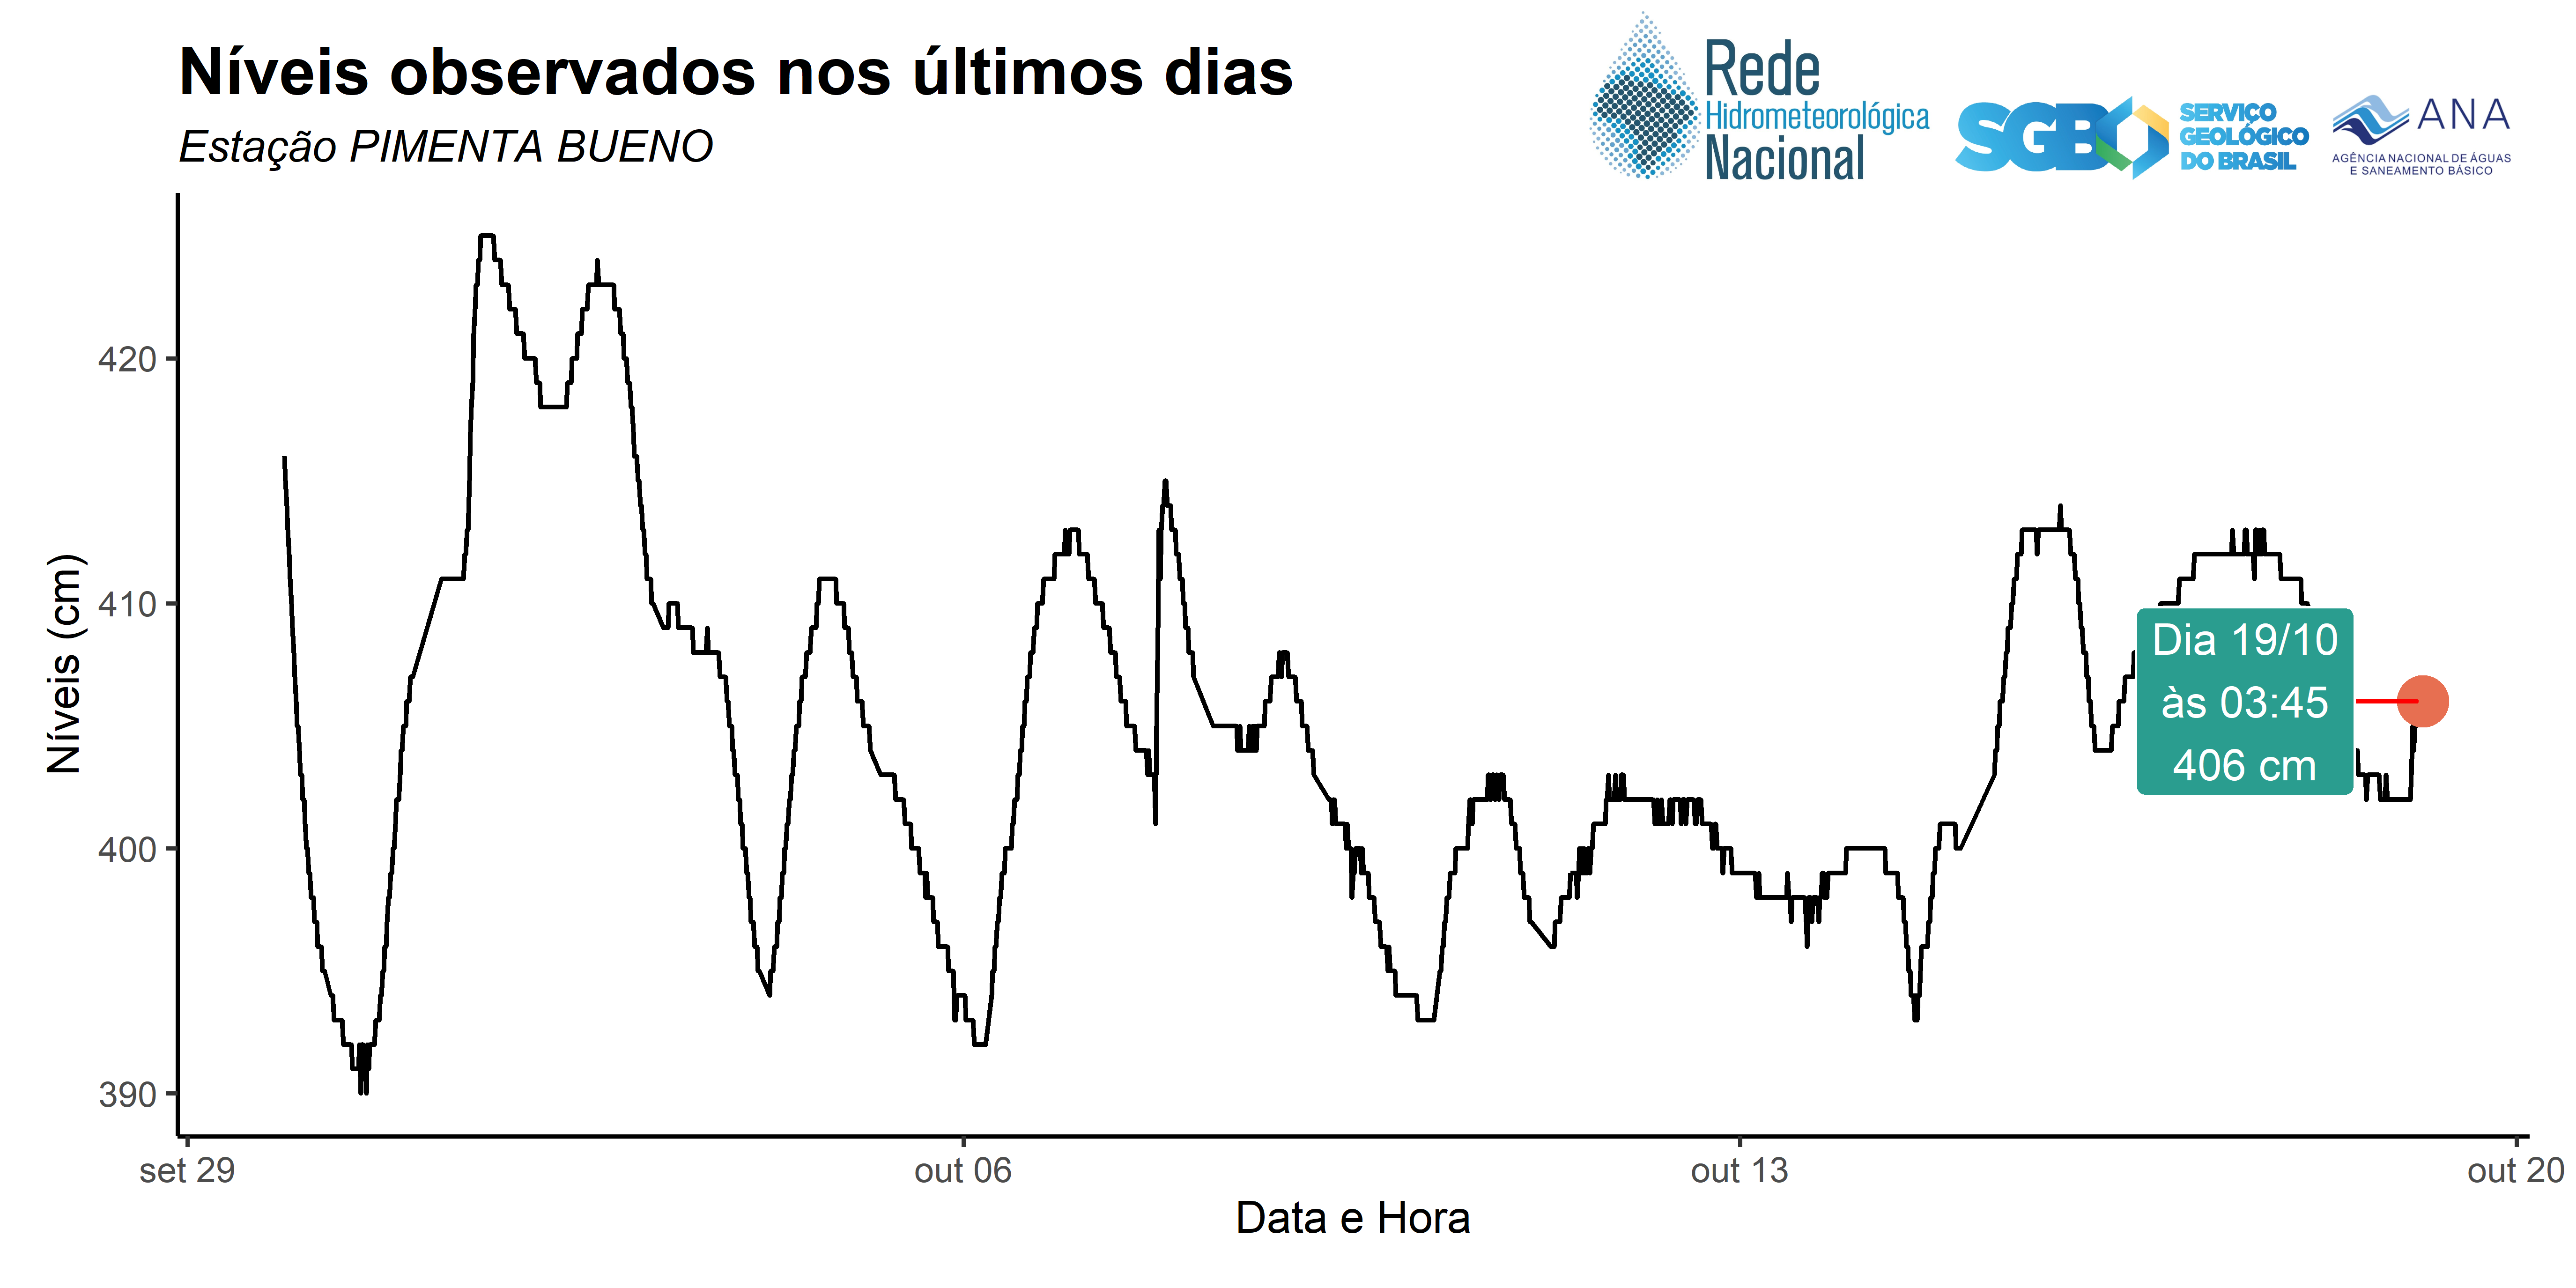 Níveis observados nos últimos dias
Estação PIMENTA BUENO
Rede
Hidrometeorológica
Nacional
SGB
SERVIÇO
GEOLÓGICO
DO BRASIL
ANA
AGÊNCIA NACIONAL DE ÁGUAS
E SANEAMENTO BÁSICO
Níveis (cm)
420
410
400
390
Dia 19/10
às 03:45
406 cm
set 29
out 06
out 13
out 20
Data e Hora